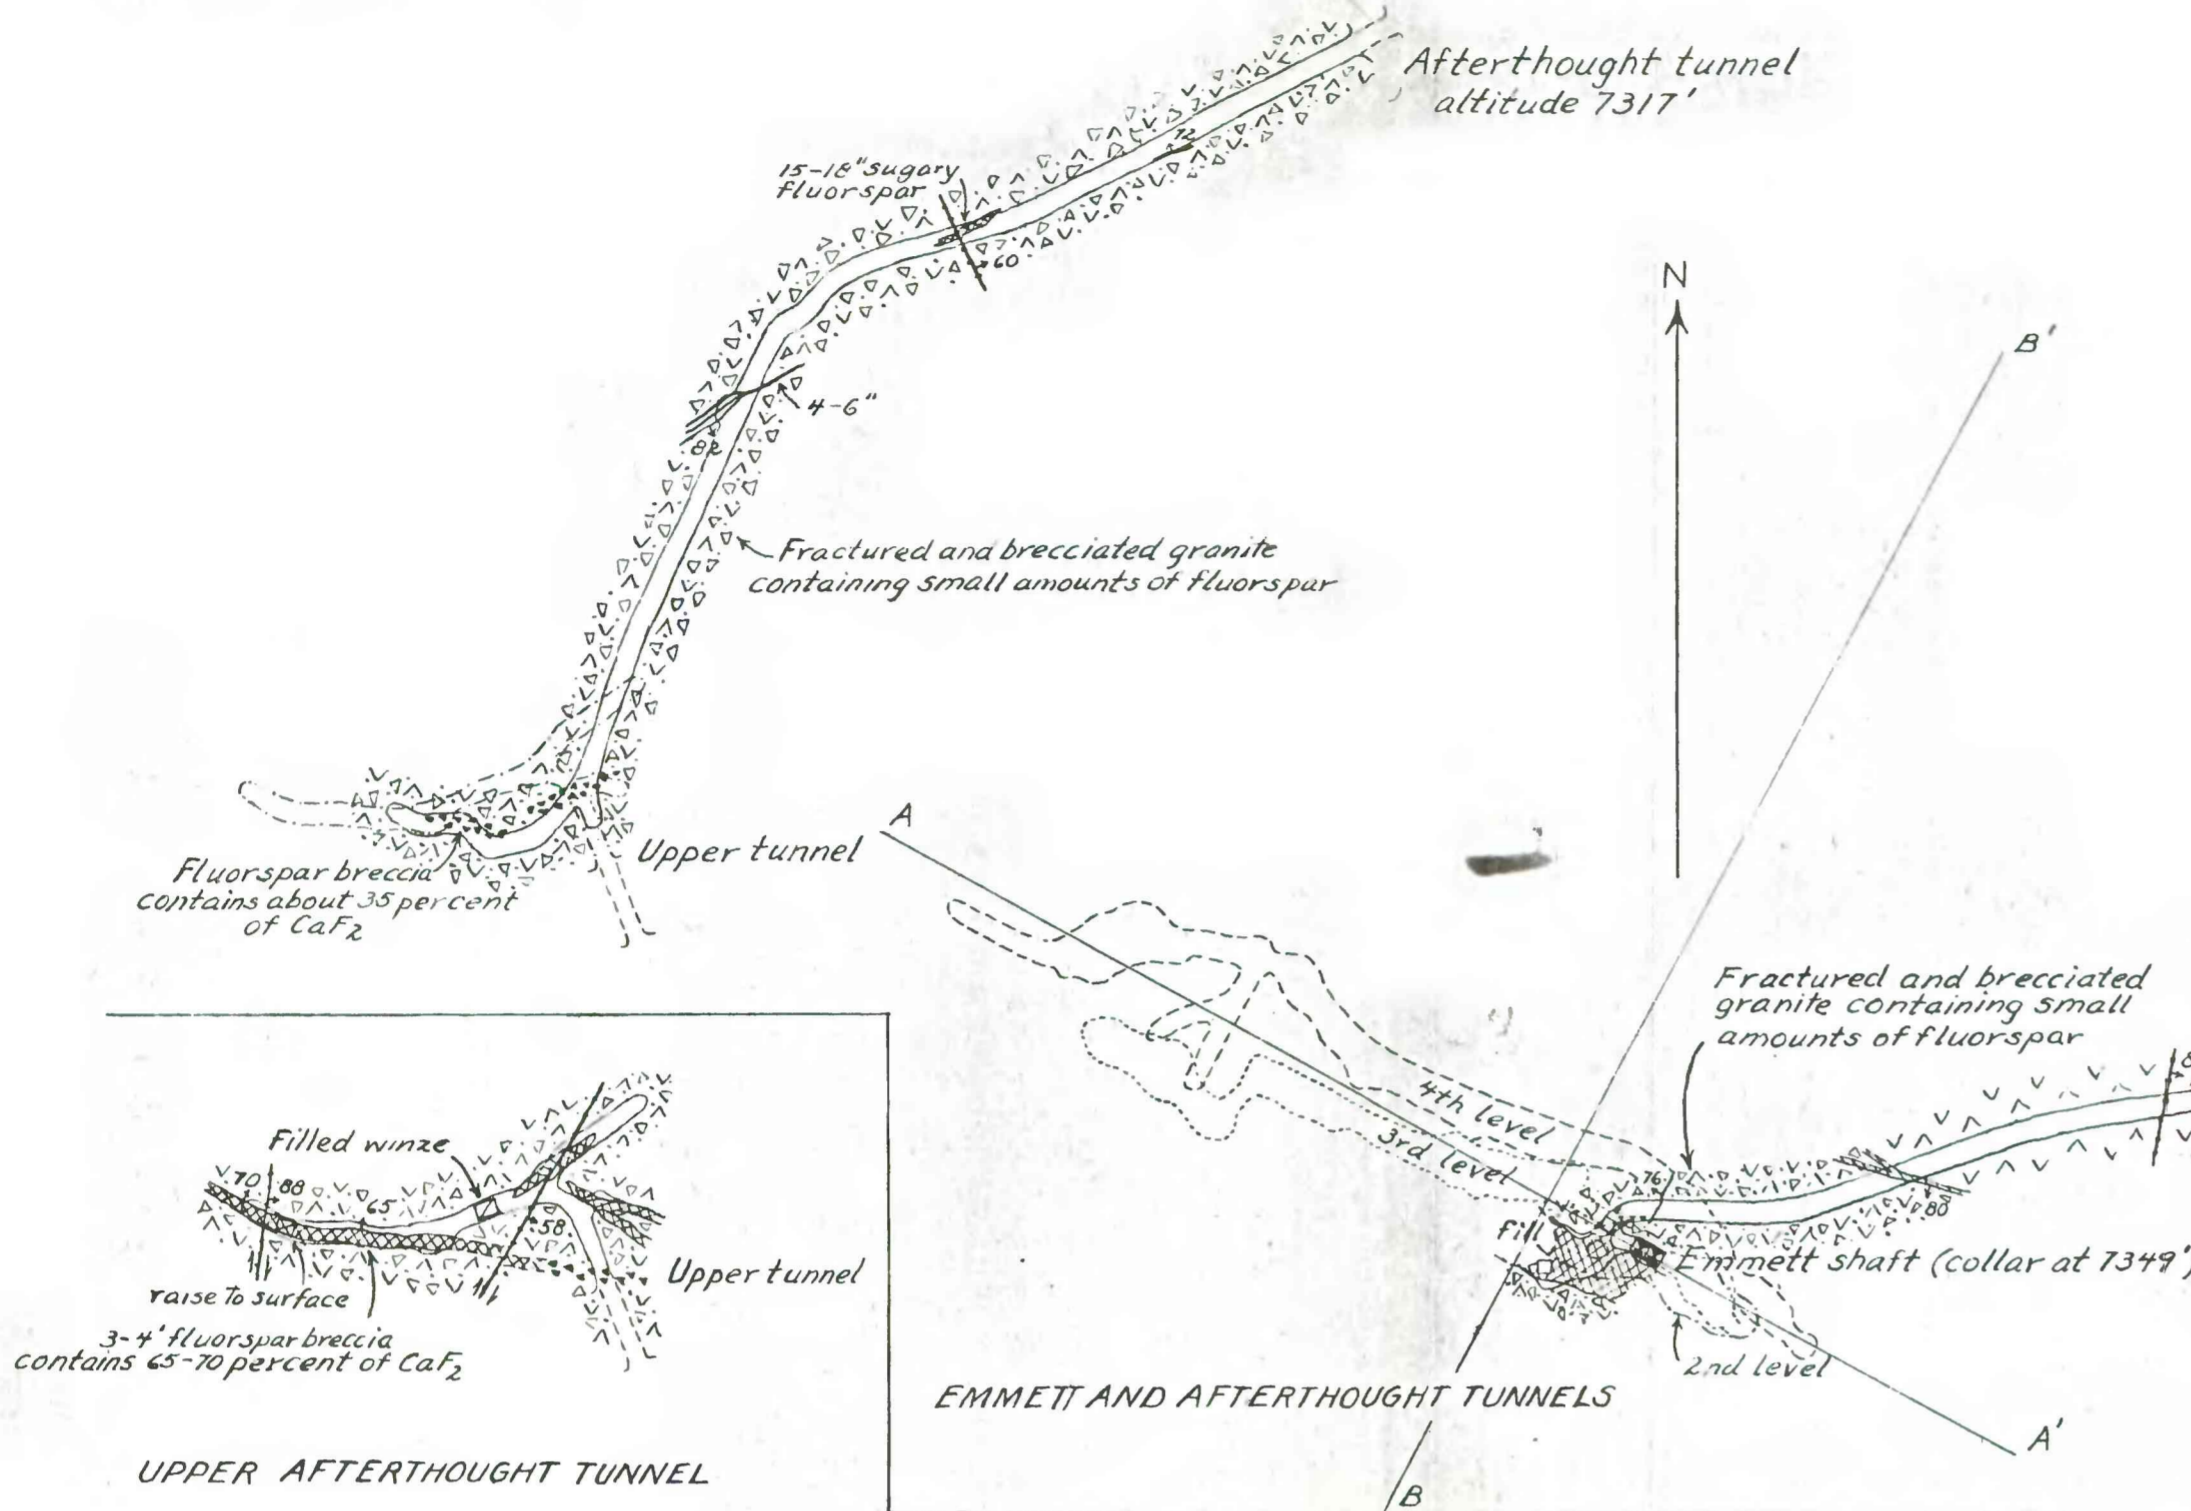 Afterthought tunnel
altitude 7317'
12
15-18" sugary
fluorspar
60
N
B'
4-6"
82
Fractured and brecciated granite
containing small amounts of fluorspar
A
Upper tunnel
Fluorspar breccia
contains about 35 percent
of CaF₂
Fractured and brecciated
granite containing small
amounts of fluorspar
4th level
3rd level
76
80
Fill
Emmett shaft (collar at 7349')
2nd level
A'
EMMETT AND AFTERTHOUGHT TUNNELS
B
Filled winze
70
88
65
58
Upper tunnel
raise to surface
3-4' fluorspar breccia
contains 65-70 percent of CaF₂
UPPER AFTERTHOUGHT TUNNEL